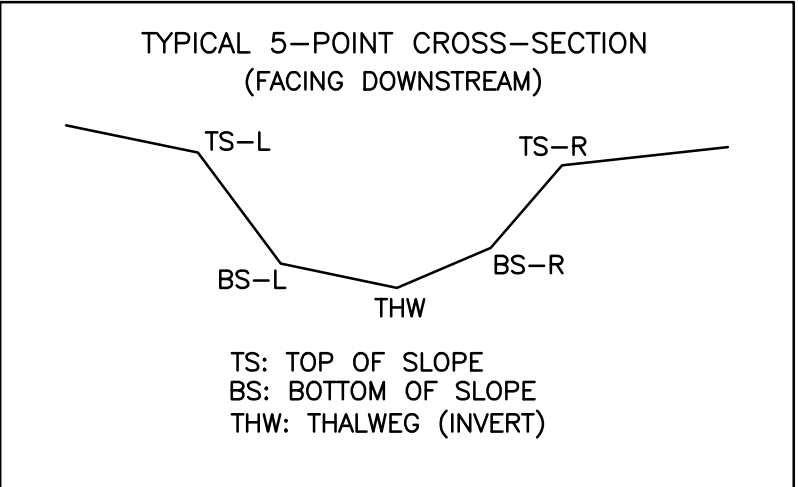 TYPICAL 5-POINT CROSS-SECTION
(FACING DOWNSTREAM)
TS-L
TS-R
BS-L
BS-R
THW
TS: TOP OF SLOPE
BS: BOTTOM OF SLOPE
THW: THALWEG (INVERT)